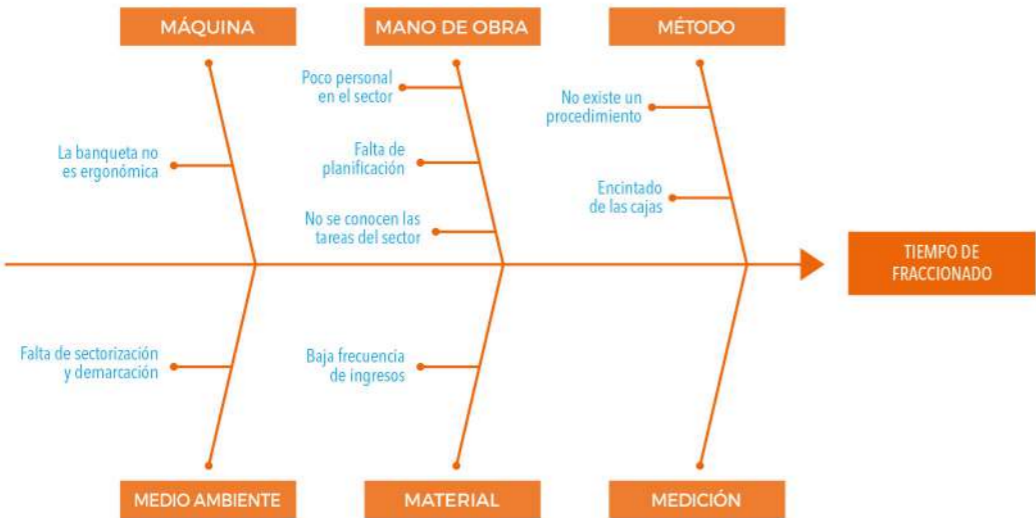 MÁQUINA
MANO DE OBRA
MÉTODO
Poco personal
en el sector
No existe un
procedimiento
La banqueta no
es ergonómica
Falta de
planificación
Encintado
de las cajas
No se conocen las
tareas del sector
TIEMPO DE
FRACCIONADO
Falta de sectorización
y demarcación
Baja frecuencia
de ingresos
MEDIO AMBIENTE
MATERIAL
MEDICIÓN